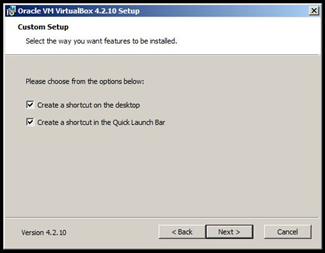 Oracle VM VirtualBox 4.2.10 Setup
Custom Setup
Select the way you want features to be installed.
Please choose from the options below:
Create a shortcut on the desktop
Create a shortcut in the Quick Launch Bar
Version 4.2.10
< Back
Next >
Cancel